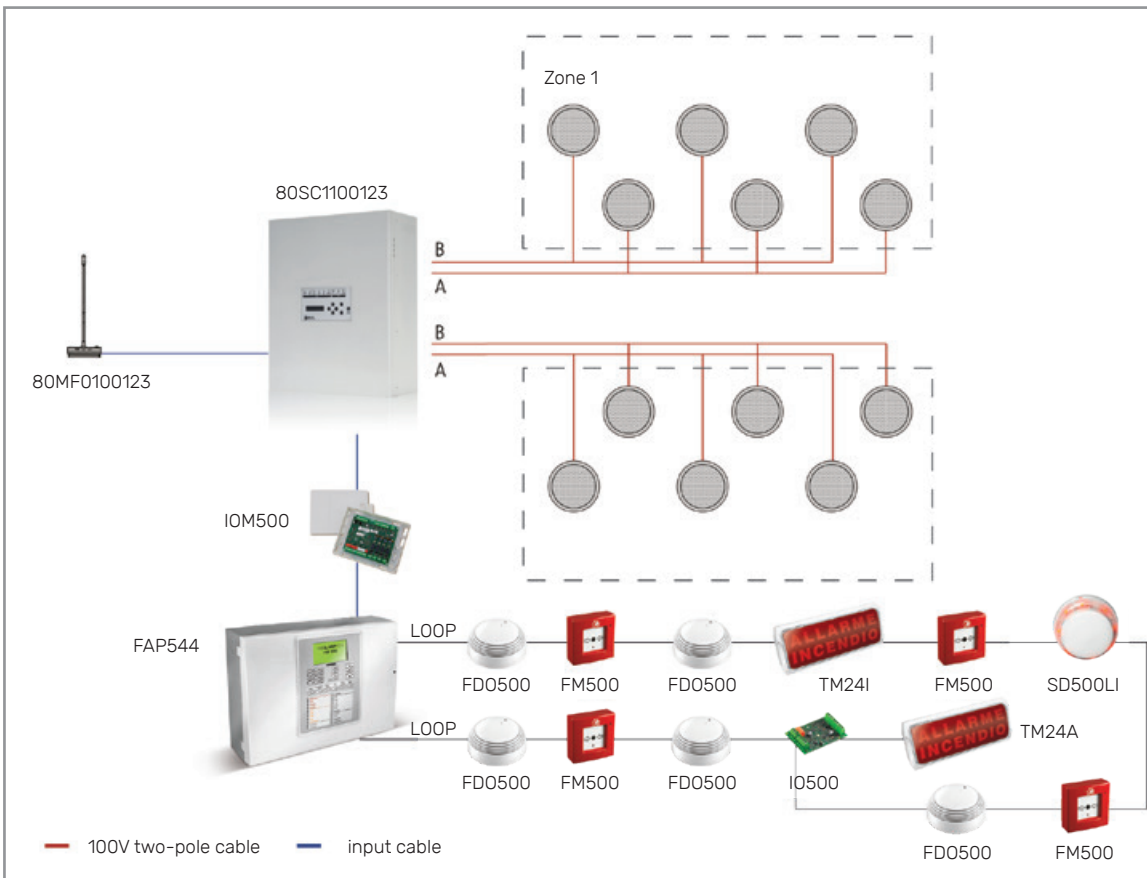 Zone 1
80SC1100123
B
A
B
A
80MF0100123
IOM500
FAP544
LOOP
FDO500
FM500
FDO500
ALLARME
INCENDIO
TM24I
FM500
SD500LI
LOOP
FDO500
FM500
FDO500
IO500
ALLARME
INCENDIO
TM24A
FDO500
FM500
100V two-pole cable
input cable